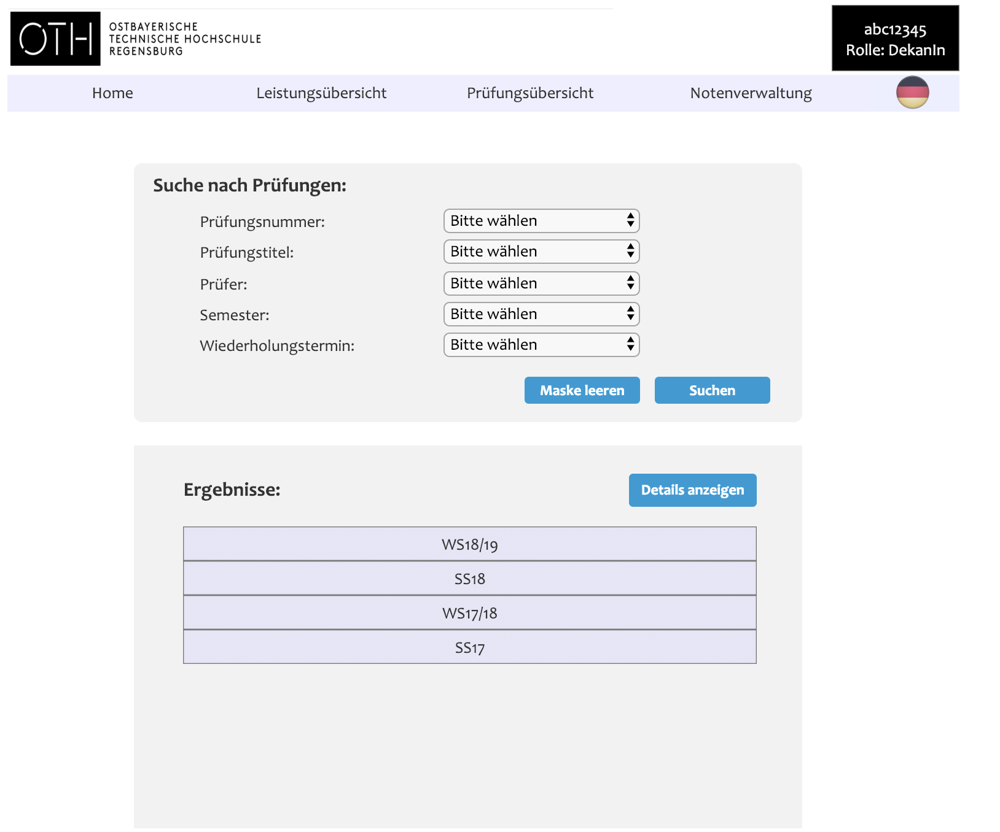 OTH
OSTBAYERISCHE
TECHNISCHE HOCHSCHULE
REGENSBURG
abc12345
Rolle: DekanIn
Home Leistungsübersicht Prüfungsübersicht Notenverwaltung
Suche nach Prüfungen:
Prüfungsnummer: Bitte wählen
Prüfungstitel: Bitte wählen
Prüfer: Bitte wählen
Semester: Bitte wählen
Wiederholungstermin: Bitte wählen
Maske leeren Suchen
Ergebnisse: Details anzeigen
WS18/19
SS18
WS17/18
SS17